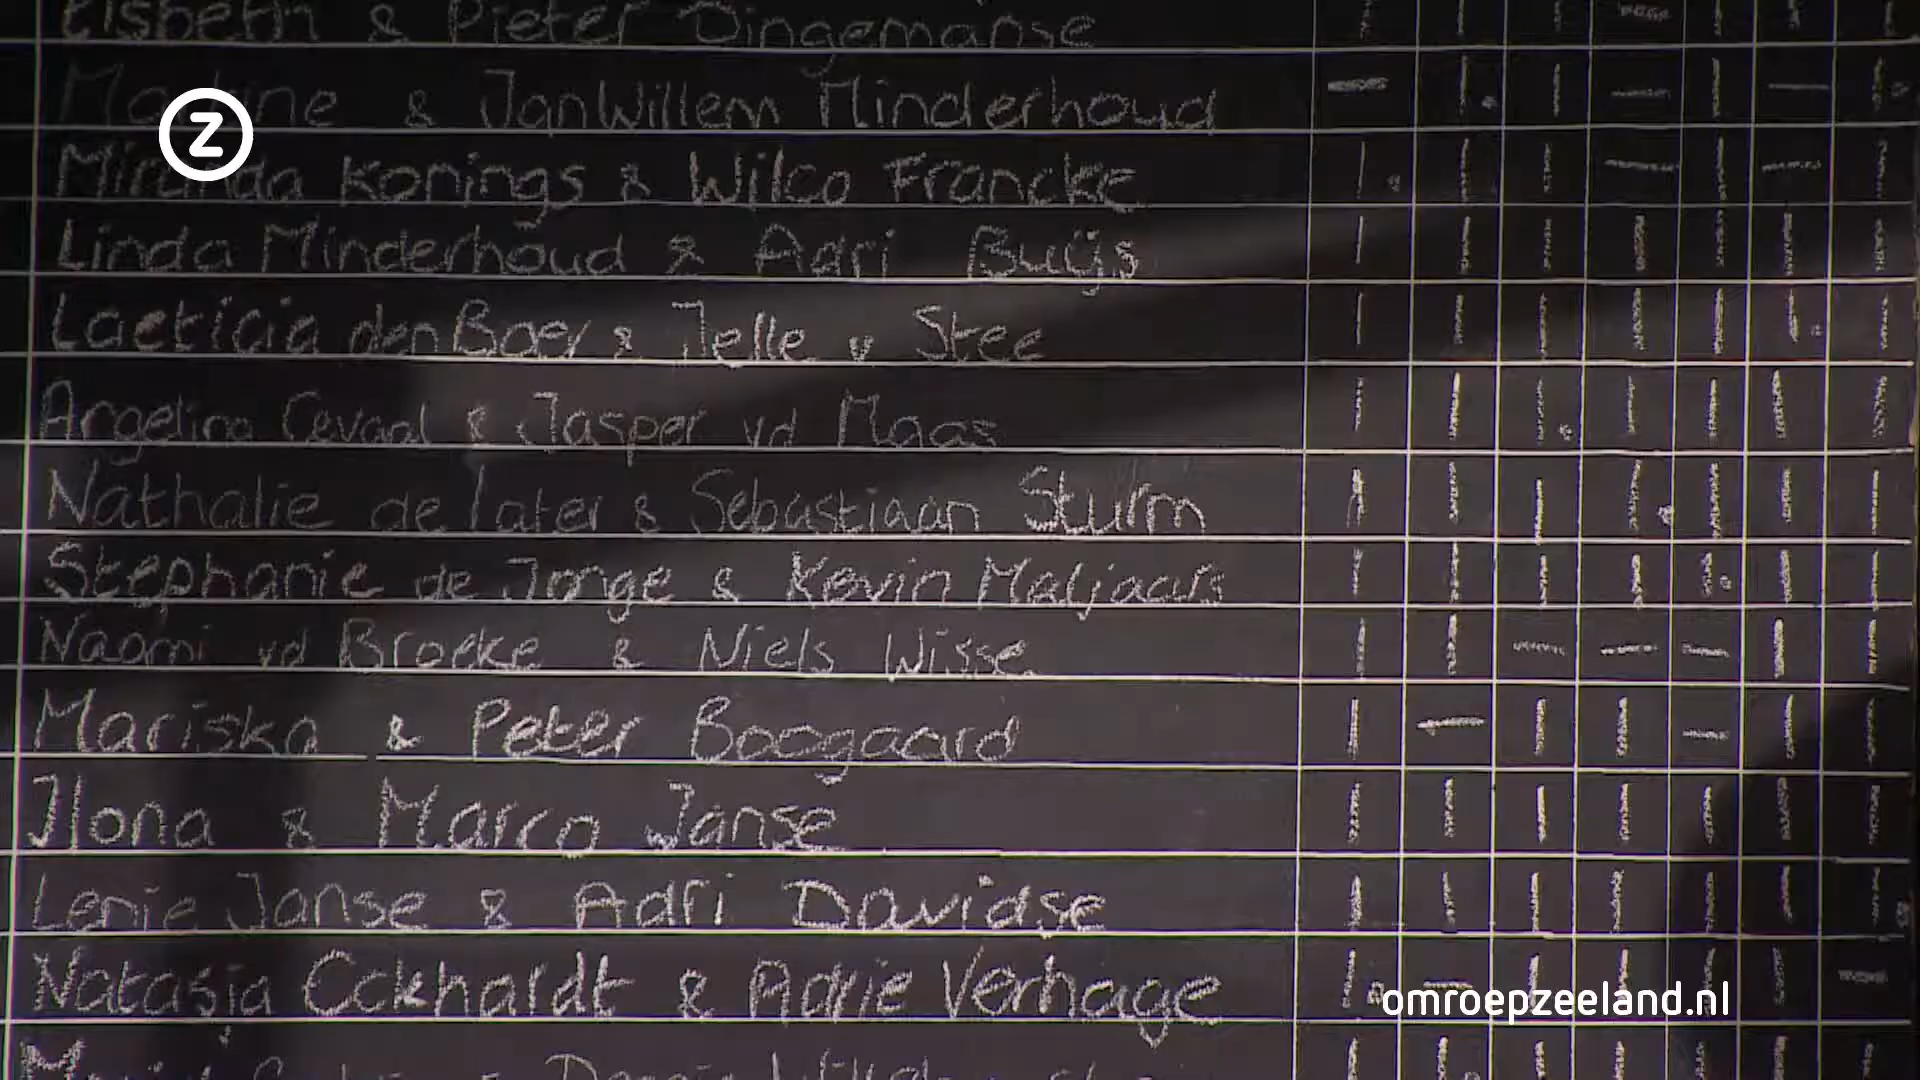 Elsbeth & Pieter Dingemanse
Martine & JanWillem Minderhoud
Z
Miranda Konings & Wilco Francke
Linda Minderhoud & Adri Buijs
Laeticia den Boer & Jelle v Stee
Angelina Cevaal & Jasper vd Maas
Nathalie de & Sebastiaan Sturm
Stephanie de Jonge & Kevin Maljaars
Naomi vd Broeke & Niels Wisse
Mariska & Peter Boogaard
Ilona & Marco Janse
Lenie Janse & Adri Davidse
Natasja Eckhardt & Adrie Verhage
omroepzeeland.nl